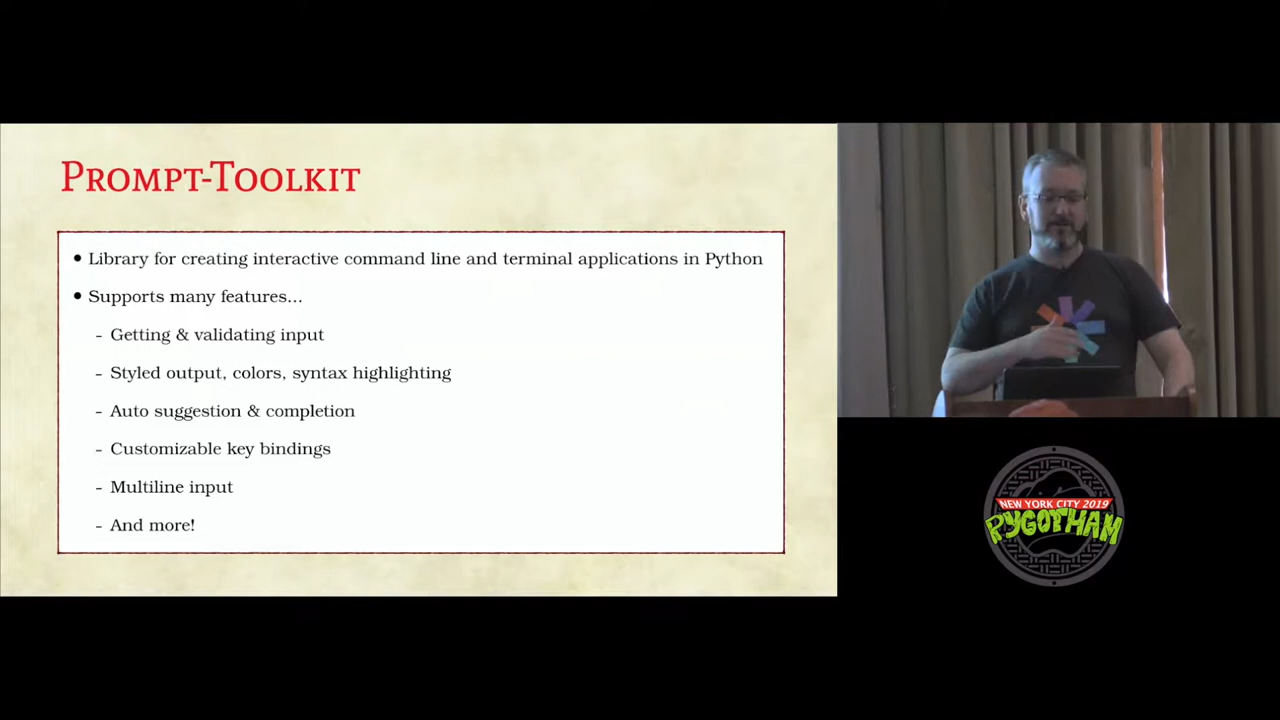 PROMPT-TOOLKIT
• Library for creating interactive command line and terminal applications in Python
• Supports many features...
- Getting & validating input
- Styled output, colors, syntax highlighting
- Auto suggestion & completion
- Customizable key bindings
- Multiline input
- And more!
NEW YORK CITY 2019
PYGOTHAM